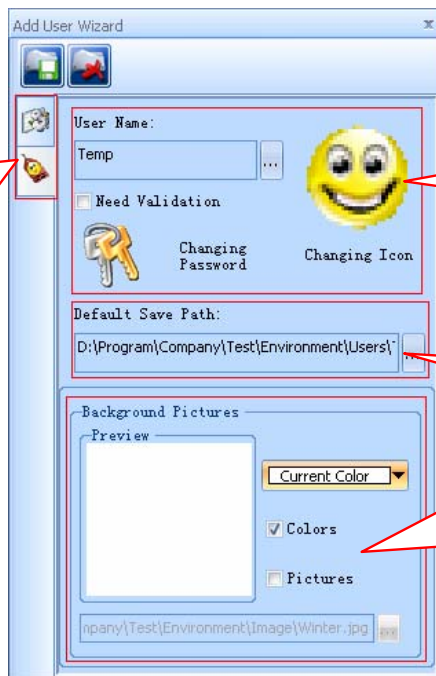 Add User Wizard
x
User Name:
Temp
...
Need Validation
Changing
Password
Changing Icon
Default Save Path:
D:\Program\Company\Test\Environment\Users\
...
Background Pictures
Preview
Current Color
Colors
Pictures
npany\Test\Environment\Image\Winter.jpg
...